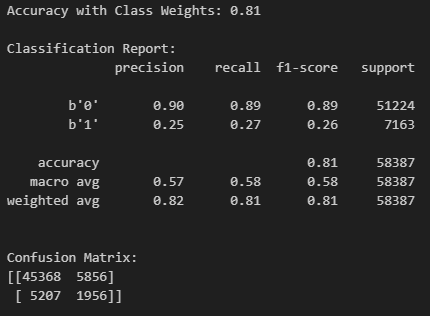 Accuracy with Class Weights: 0.81
Classification Report:
precision recall f1-score support
b'0' 0.90 0.89 0.89 51224
b'1' 0.25 0.27 0.26 7163
accuracy 0.81 58387
macro avg 0.57 0.58 0.58 58387
weighted avg 0.82 0.81 0.81 58387
Confusion Matrix:
[[45368 5856]
[ 5207 1956]]